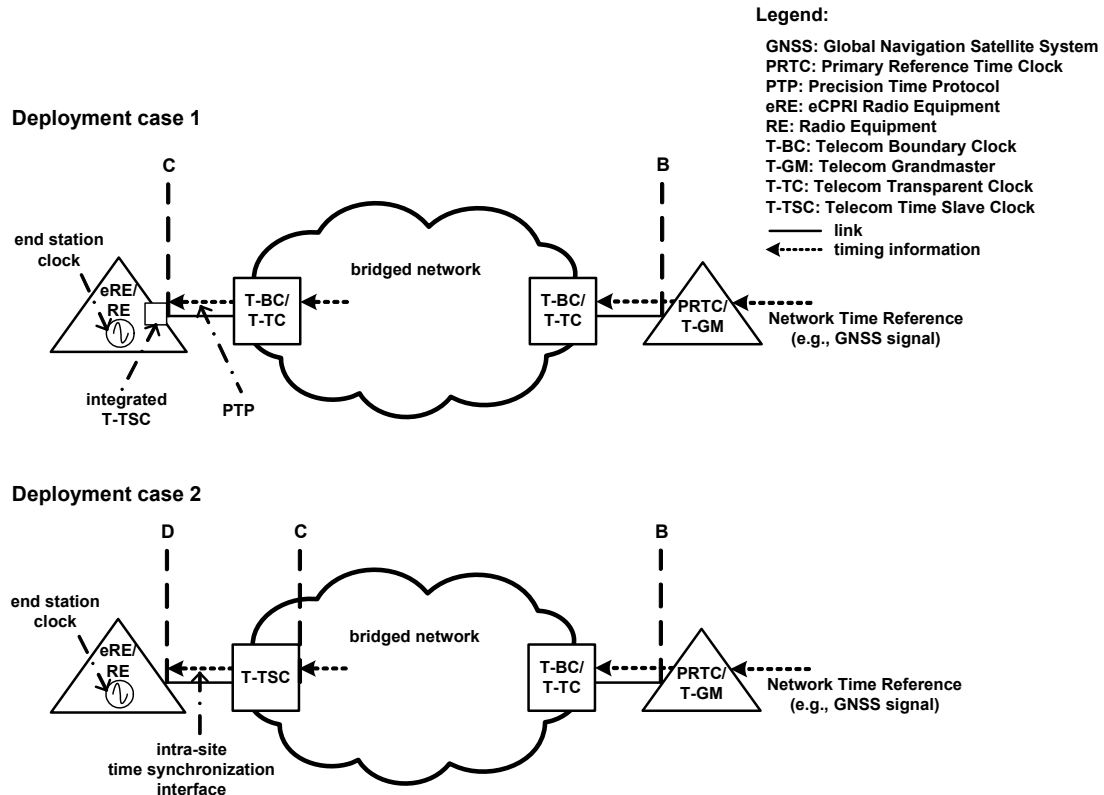 Legend:
GNSS: Global Navigation Satellite System
PRTC: Primary Reference Time Clock
PTP: Precision Time Protocol
eRE: eCPRI Radio Equipment
RE: Radio Equipment
T-BC: Telecom Boundary Clock
T-GM: Telecom Grandmaster
T-TC: Telecom Transparent Clock
T-TSC: Telecom Time Slave Clock
link
timing information
Deployment case 1
C
B
end station
clock
eRE/
RE
integrated
T-TSC
PTP
T-BC/
T-TC
bridged network
T-BC/
T-TC
PRTC/
T-GM
Network Time Reference
(e.g., GNSS signal)
Deployment case 2
D
C
B
end station
clock
eRE/
RE
T-TSC
intra-site
time synchronization
interface
bridged network
T-BC/
T-TC
PRTC/
T-GM
Network Time Reference
(e.g., GNSS signal)